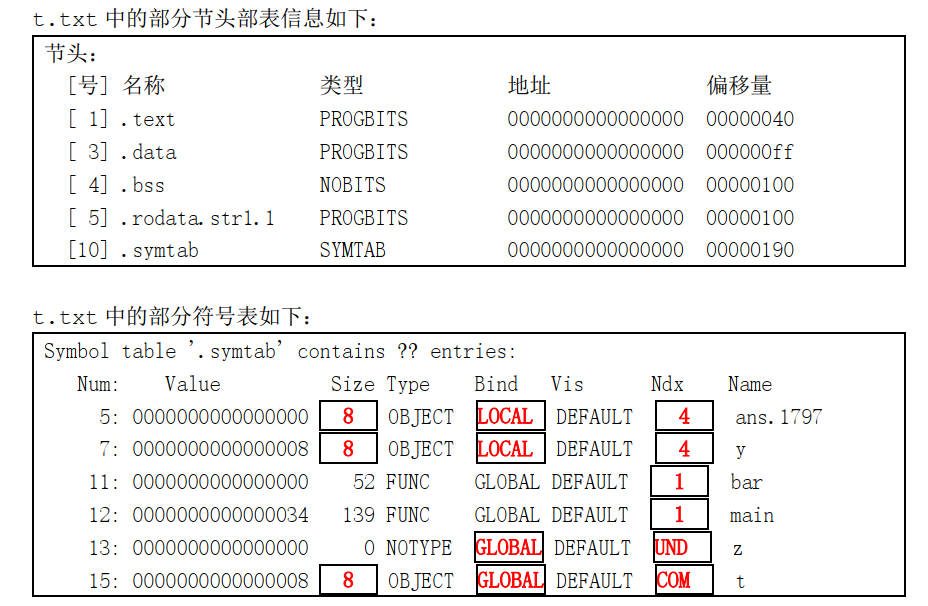 t.txt 中的部分节头部表信息如下：
节头：
[号] 名称 类型 地址 偏移量
[ 1] .text PROGBITS 0000000000000000 00000040
[ 3] .data PROGBITS 0000000000000000 000000ff
[ 4] .bss NOBITS 0000000000000000 00000100
[ 5] .rodata.str1.1 PROGBITS 0000000000000000 00000100
[10] .symtab SYMTAB 0000000000000000 00000190
t.txt 中的部分符号表如下：
Symbol table '.symtab' contains ?? entries:
Num: Value Size Type Bind Vis Ndx Name
5: 0000000000000000 8 OBJECT LOCAL DEFAULT 4 ans.1797
7: 0000000000000008 8 OBJECT LOCAL DEFAULT 4 y
11: 0000000000000000 52 FUNC GLOBAL DEFAULT 1 bar
12: 0000000000000034 139 FUNC GLOBAL DEFAULT 1 main
13: 0000000000000000 0 NOTYPE GLOBAL DEFAULT UND z
15: 0000000000000008 8 OBJECT GLOBAL DEFAULT COM t